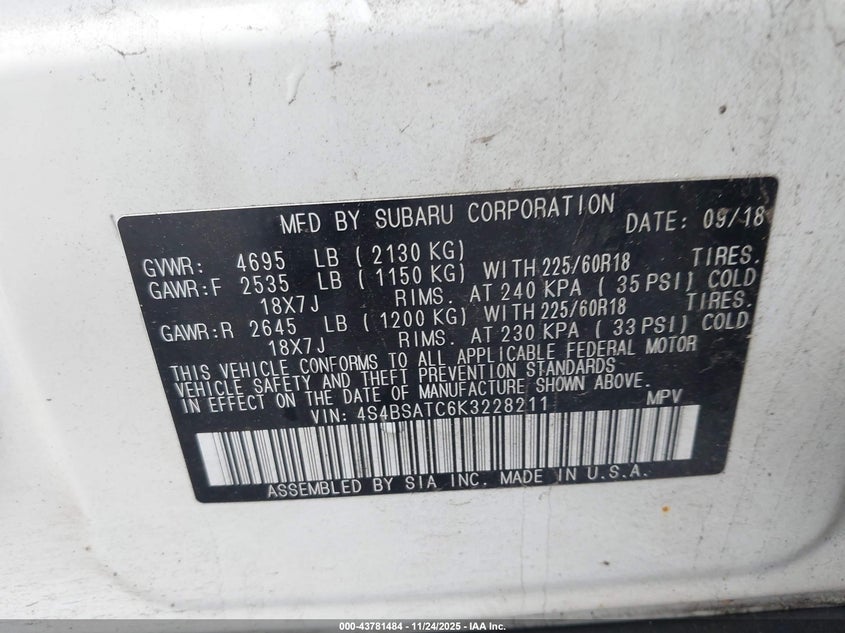 MFD BY SUBARU CORPORATION DATE: 09/18
GVWR: 4695 LB ( 2130 KG)
GAWR:F 2535 LB ( 1150 KG) WITH 225/60R18 TIRES.
18X7J RIMS. AT 240 KPA ( 35 PSI) COLD
GAWR:R 2645 LB ( 1200 KG) WITH 225/60R18 TIRES.
18X7J RIMS. AT 230 KPA ( 33 PSI) COLD
THIS VEHICLE CONFORMS TO ALL APPLICABLE FEDERAL MOTOR
VEHICLE SAFETY AND THEFT PREVENTION STANDARDS
IN EFFECT ON THE DATE OF MANUFACTURE SHOWN ABOVE.
VIN: 4S4BSATC6K3228211 MPV
ASSEMBLED BY SIA INC. MADE IN U.S.A.
000-43781484 - 11/24/2025 - IAA Inc.